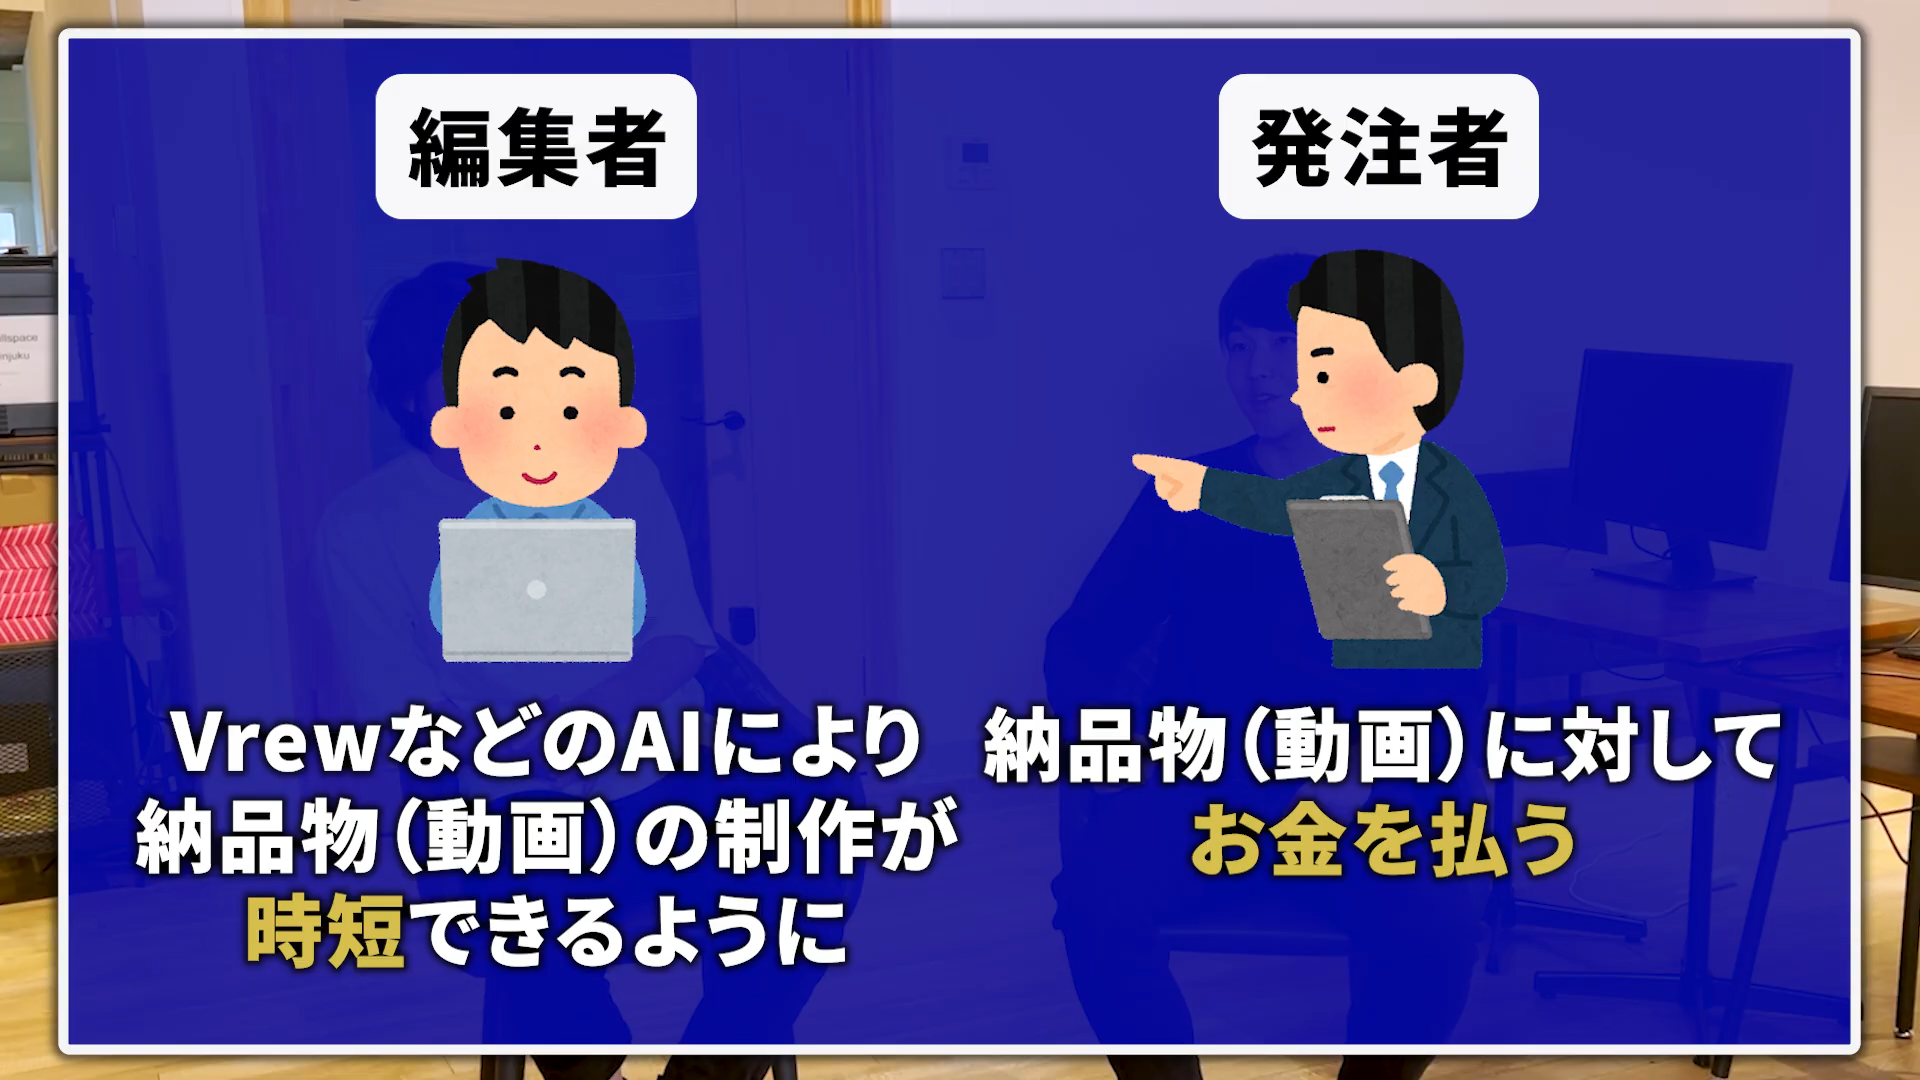 編集者
VrewなどのAIにより
納品物（動画）の制作が
時短できるように
発注者
納品物（動画）に対して
お金を払う